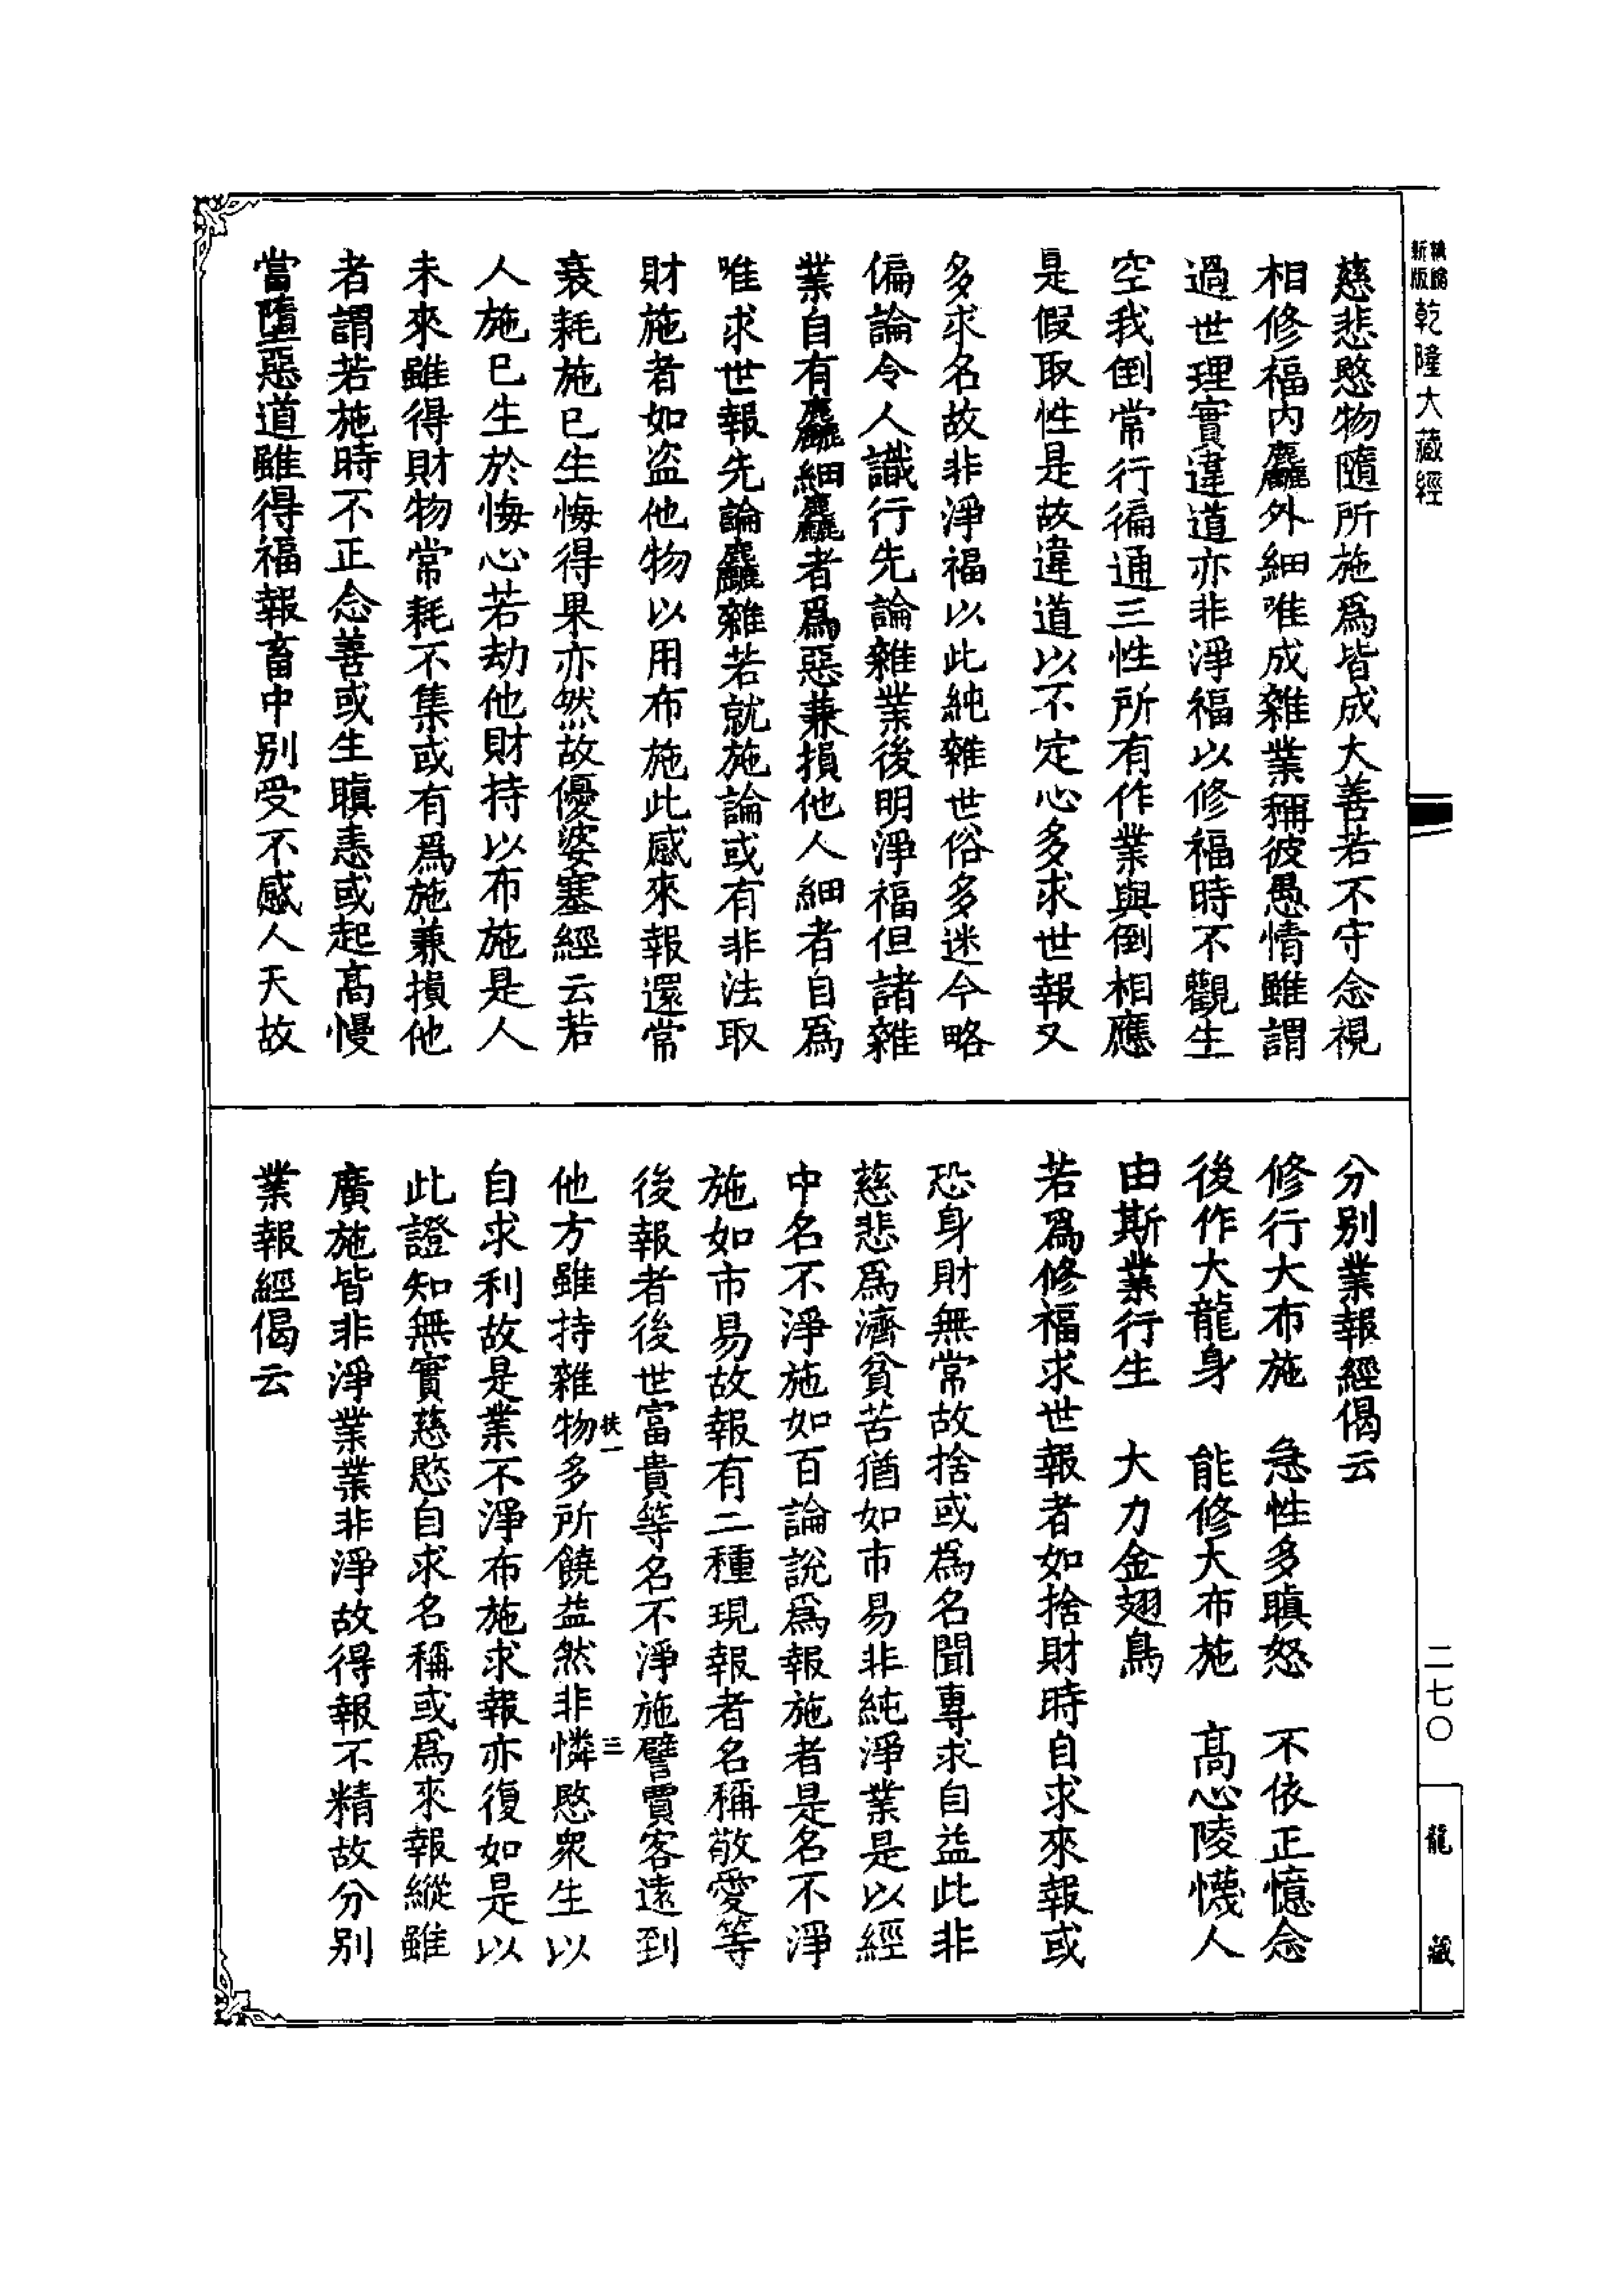 精縮
新版
乾隆大藏經
慈悲愍物隨所施爲皆成大善若不守念視
相修福內麤外細唯成雜業稱彼愚情雖謂
過世理實違道亦非淨福以修福時不觀生
空我倒常行徧通三性所有作業與倒相應
是假取性是故違道以不定心多求世報又
多求名故非淨福以此純雜世俗多迷今略
偏論令人識行先論雜業後明淨福但諸雜
業自有麤細麤者爲惡兼損他人細者自爲
唯求世報先論麤雜若就施論或有非法取
財施者如盜他物以用布施此感來報還常
衰耗施已生悔得果亦然故優婆塞經云若
人施已生於悔心若劫他財持以布施是人
未來雖得財物常耗不集或有爲施兼損他
者謂若施時不正念善或生瞋恚或起高慢
當墮惡道雖得福報畜中別受不感人天故
分別業報經偈云
修行大布施　急性多瞋怒　不依正憶念
後作大龍身　能修大布施　高心陵懱人
由斯業行生　大力金翅鳥
若爲修福求世報者如捨財時自求來報或
恐身財無常故捨或爲名聞專求自益此非
慈悲爲濟貧苦猶如市易非純淨業是以經
中名不淨施如百論說爲報施者是名不淨
施如市易故報有二種現報者名稱敬愛等
後報者後世富貴等名不淨施譬賈客遠到
他方雖持雜物多所饒益然非憐愍衆生以
扶一
三
自求利故是業不淨布施求報亦復如是以
此證知無實慈愍自求名稱或爲來報縱雖
廣施皆非淨業業非淨故得報不精故分別
業報經偈云
二七〇
龍
藏